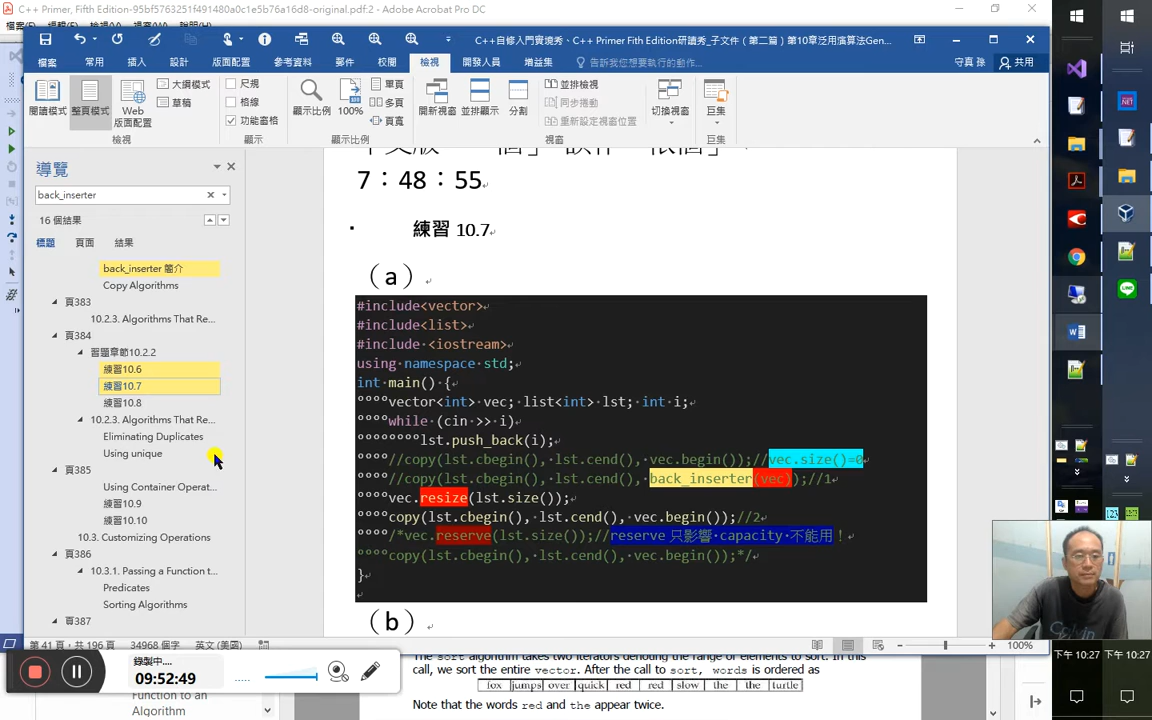 C++ Primer, Fifth Edition-95bf5763251f491480a0c1e5b76a16d8-original.pdf:2 - Adobe Acrobat Pro DC
C++自修入門實境秀、C++ Primer Fith Edition研讀秀_子文件（第二篇）第10章泛用演算法Gen...
檔案 常用 插入 設計 版面配置 參考資料 郵件 校閱 檢視 開發人員 增益集 告訴我您想要執行的動作... 守真 孫 共用
閱讀模式 整頁模式 Web 版面配置 大綱模式 草稿
檢視
尺規
格線
功能窗格
顯示
顯示比例 100% 單頁 多頁 頁寬
顯示比例
開新視窗 並排顯示 分割 並排檢視 同步捲動 重新設定視窗位置 切換視窗
視窗
巨集
巨集
導覽
back_inserter
16 個結果
標題 頁面 結果
back_inserter 簡介
Copy Algorithms
頁383
10.2.3. Algorithms That Re...
頁384
習題章節10.2.2
練習10.6
練習10.7
練習10.8
10.2.3. Algorithms That Re...
Eliminating Duplicates
Using unique
頁385
Using Container Operat...
練習10.9
練習10.10
10.3. Customizing Operations
頁386
10.3.1. Passing a Function t...
Predicates
Sorting Algorithms
頁387
7：48：55
練習 10.7
（a）
#include<vector>
#include<list>
#include <iostream>
using namespace std;
int main() {
vector<int> vec; list<int> lst; int i;
while (cin >> i)
lst.push_back(i);
//copy(lst.cbegin(), lst.cend(), vec.begin());//vec.size()=0
//copy(lst.cbegin(), lst.cend(), back_inserter(vec));//1
vec.resize(lst.size());
copy(lst.cbegin(), lst.cend(), vec.begin());//2
/*vec.reserve(lst.size());//reserve 只影響 capacity 不能用！
copy(lst.cbegin(), lst.cend(), vec.begin());*/
}
（b）
第 41 頁，共 196 頁 34968 個字 英文 (美國) 100%
錄製中....
09:52:49
Function to an
Algorithm
The sort algorithm takes two iterators denoting the range of elements to sort. In this
call, we sort the entire vector. After the call to sort, words is ordered as
fox jumps over quick red red slow the the turtle
Note that the words red and the appear twice.
下午 10:27 下午 10:27